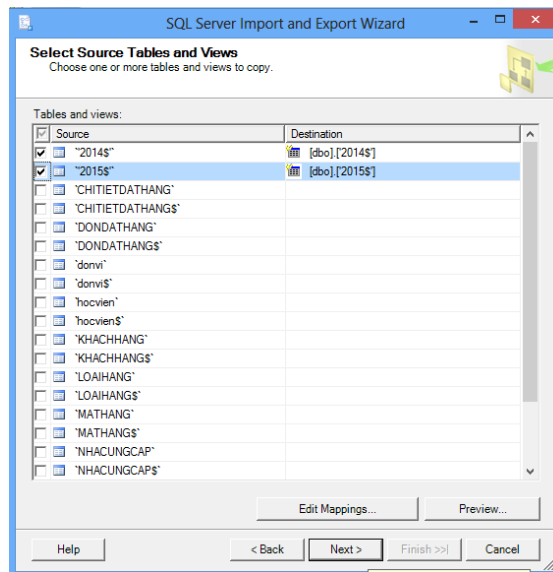 SQL Server Import and Export Wizard
Select Source Tables and Views
Choose one or more tables and views to copy.
Tables and views:
Source Destination
`'2014$'` [dbo].['2014$']
`'2015$'` [dbo].['2015$']
`CHITIETDATHANG`
`CHITIETDATHANG$`
`DONDATHANG`
`DONDATHANG$`
`donvi`
`donvi$`
`hocvien`
`hocvien$`
`KHACHHANG`
`KHACHHANG$`
`LOAIHANG`
`LOAIHANG$`
`MATHANG`
`MATHANG$`
`NHACUNGCAP`
`NHACUNGCAP$`
Edit Mappings... Preview...
Help < Back Next > Finish >>| Cancel